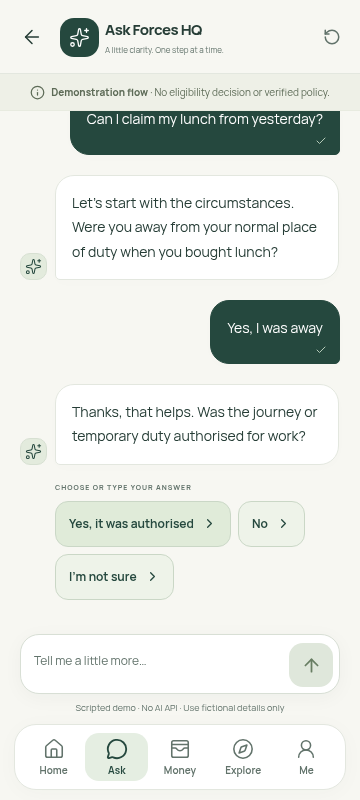 Ask Forces HQ
A little clarity. One step at a time.
Demonstration flow · No eligibility decision or verified policy.
Can I claim my lunch from yesterday?
Let's start with the circumstances.
Were you away from your normal place
of duty when you bought lunch?
Yes, I was away
Thanks, that helps. Was the journey or
temporary duty authorised for work?
CHOOSE OR TYPE YOUR ANSWER
Yes, it was authorised
No
I'm not sure
Tell me a little more...
Scripted demo · No AI API · Use fictional details only
Home
Ask
Money
Explore
Me